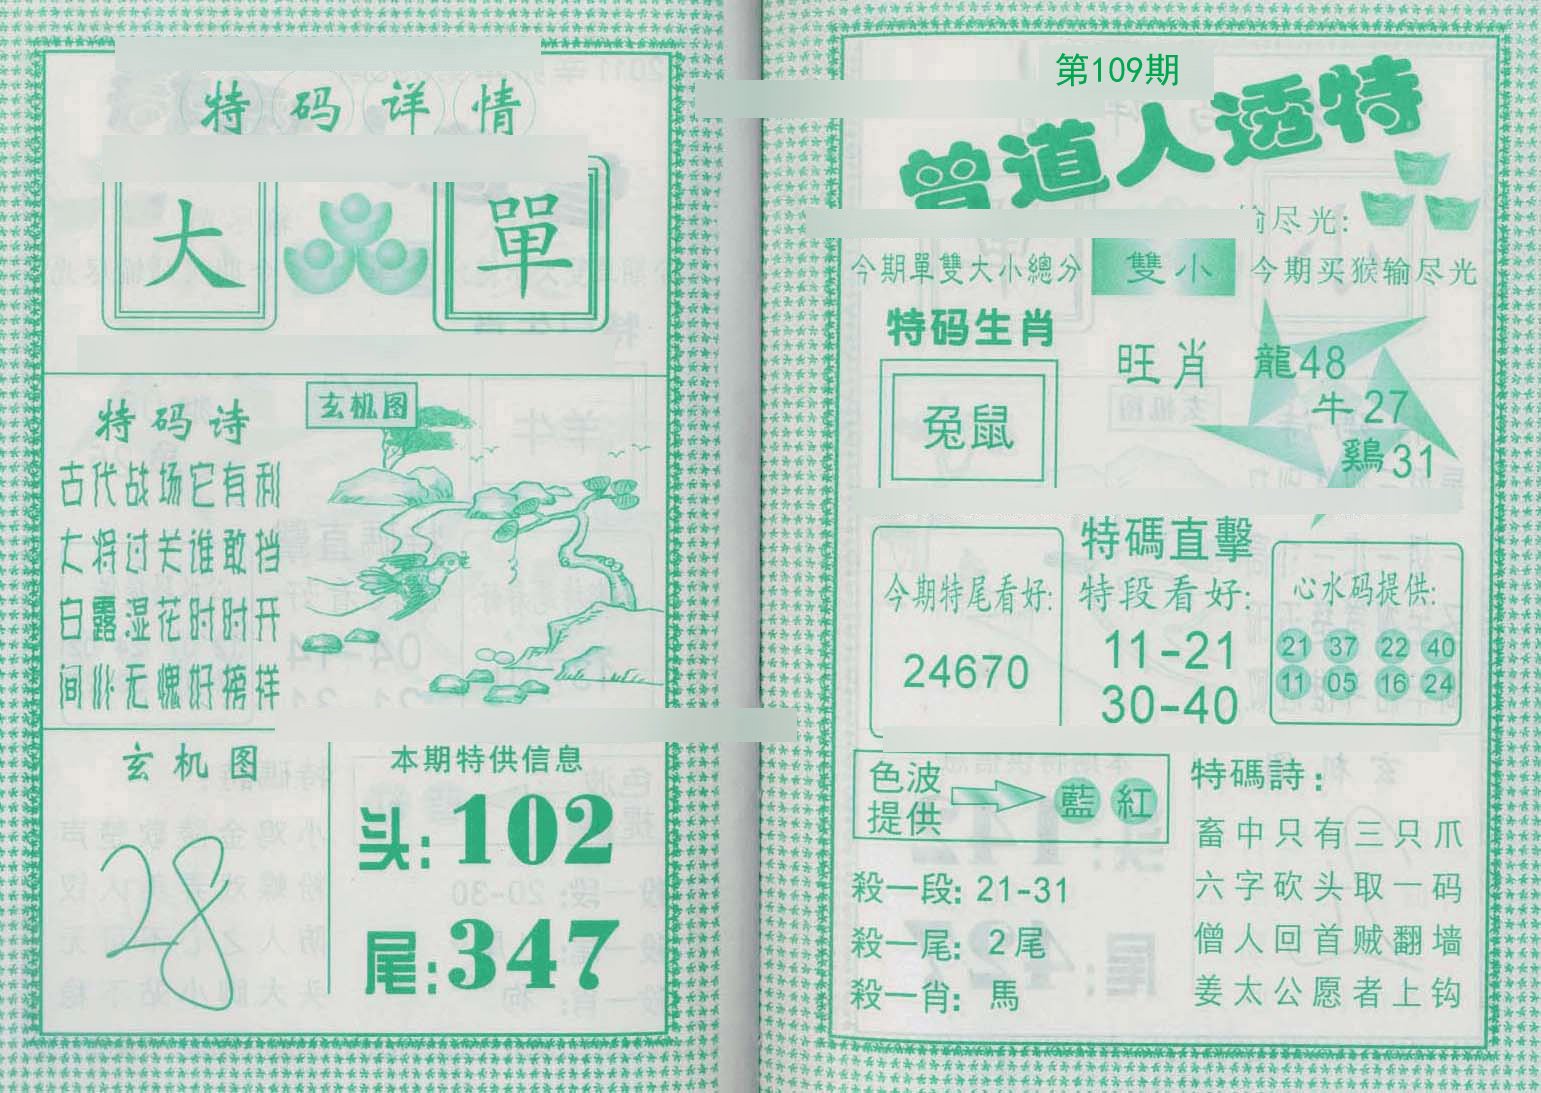 特码详情
大
單
特码诗
古代战场它有利
大将过关谁敢挡
白露湿花时时开
间叭无愧好榜样
玄机图
玄机图
28
本期特供信息
头:102
尾:347
第109期
曾道人透特
输尽光:
今期單雙大小總分
雙小
今期买猴输尽光
特码生肖
兔鼠
旺肖
龍48
牛27
鷄31
特碼直擊
今期特尾看好:
24670
特段看好:
11-21
30-40
心水码提供:
21 37 22 40
11 05 16 24
色波
提供
藍 紅
殺一段: 21-31
殺一尾: 2尾
殺一肖: 馬
特碼詩:
畜中只有三只爪
六字砍头取一码
僧人回首贼翻墙
姜太公愿者上钩